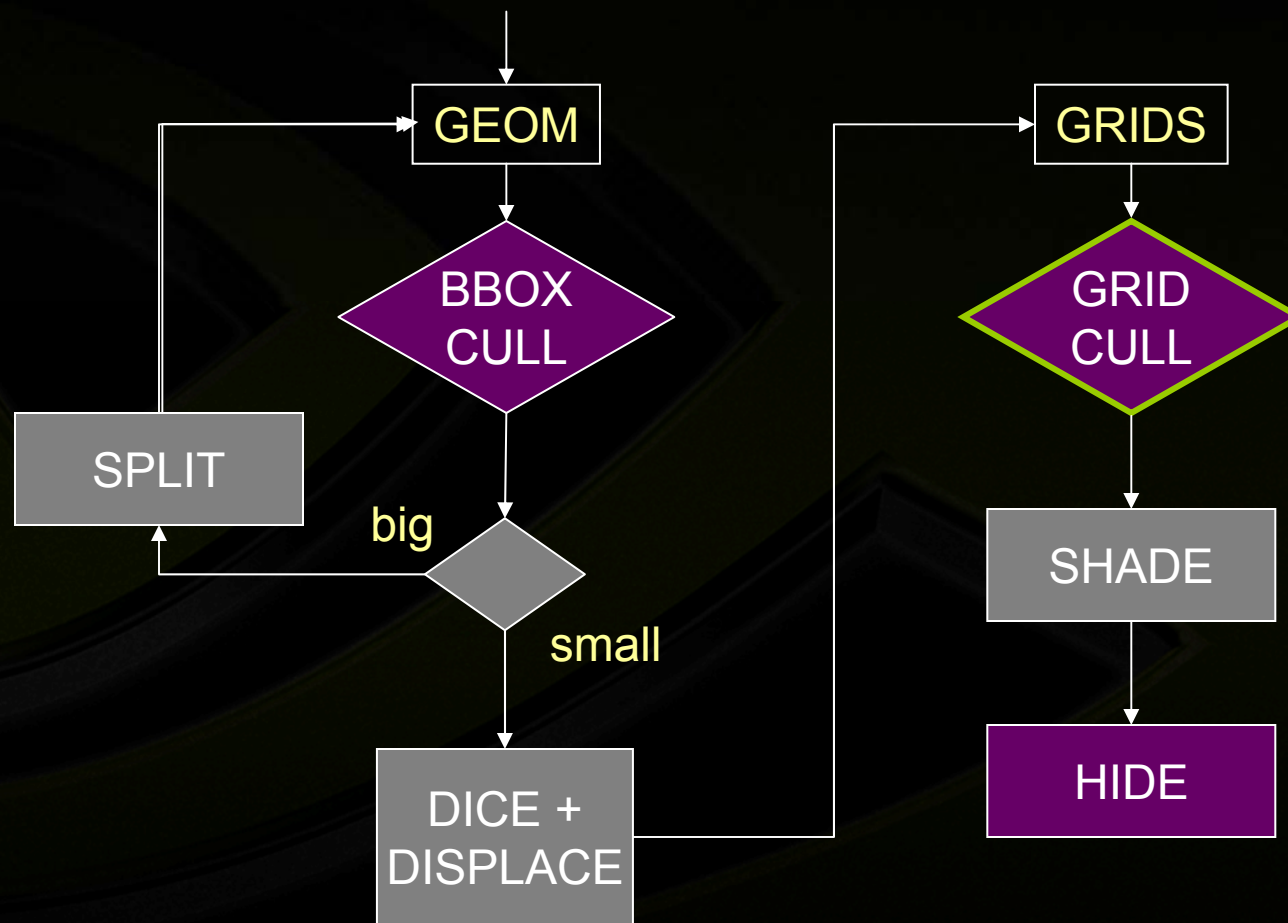 GEOM
BBOX
CULL
SPLIT
big
small
DICE +
DISPLACE
GRIDS
GRID
CULL
SHADE
HIDE